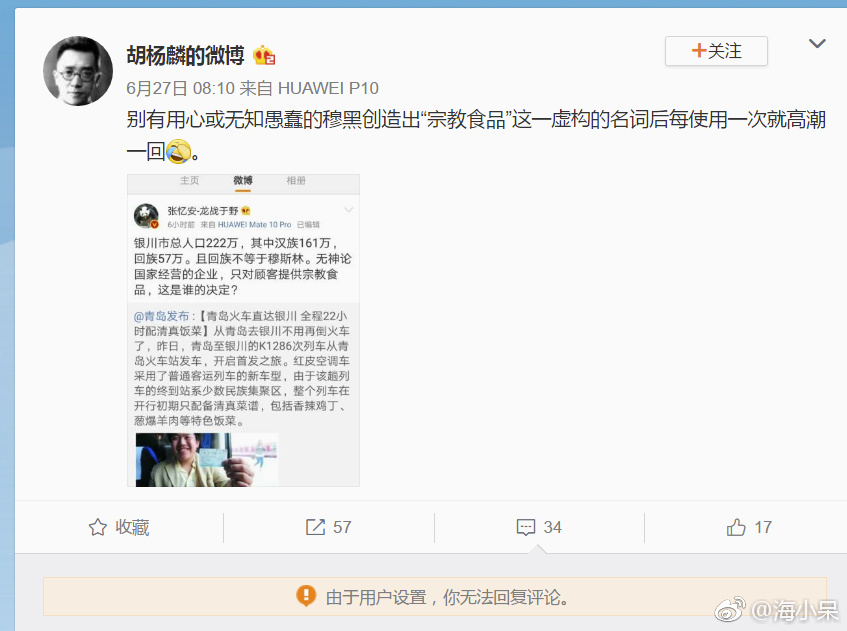 胡杨麟的微博
+关注
6月27日 08:10 来自 HUAWEI P10
别有用心或无知愚蠢的穆黑创造出“宗教食品”这一虚构的名词后每使用一次就高潮
一回。
主页 微博 相册
张忆安-龙战于野
6小时前 来自 HUAWEI Mate 10 Pro 已编辑
银川市总人口222万，其中汉族161万，
回族57万。且回族不等于穆斯林。无神论
国家经营的企业，只对顾客提供宗教食
品，这是谁的决定？
@青岛发布：【青岛火车直达银川 全程22小
时配清真饭菜】从青岛去银川不用再倒火车
了，昨日，青岛至银川的K1286次列车从青
岛火车站发车，开启首发之旅。红皮空调车
采用了普通客运列车的新车型，由于该趟列
车的终到站系少数民族集聚区，整个列车在
开行初期只配备清真菜谱，包括香辣鸡丁、
葱爆羊肉等特色饭菜。
收藏 57 34 17
由于用户设置，你无法回复评论。
@海小呆